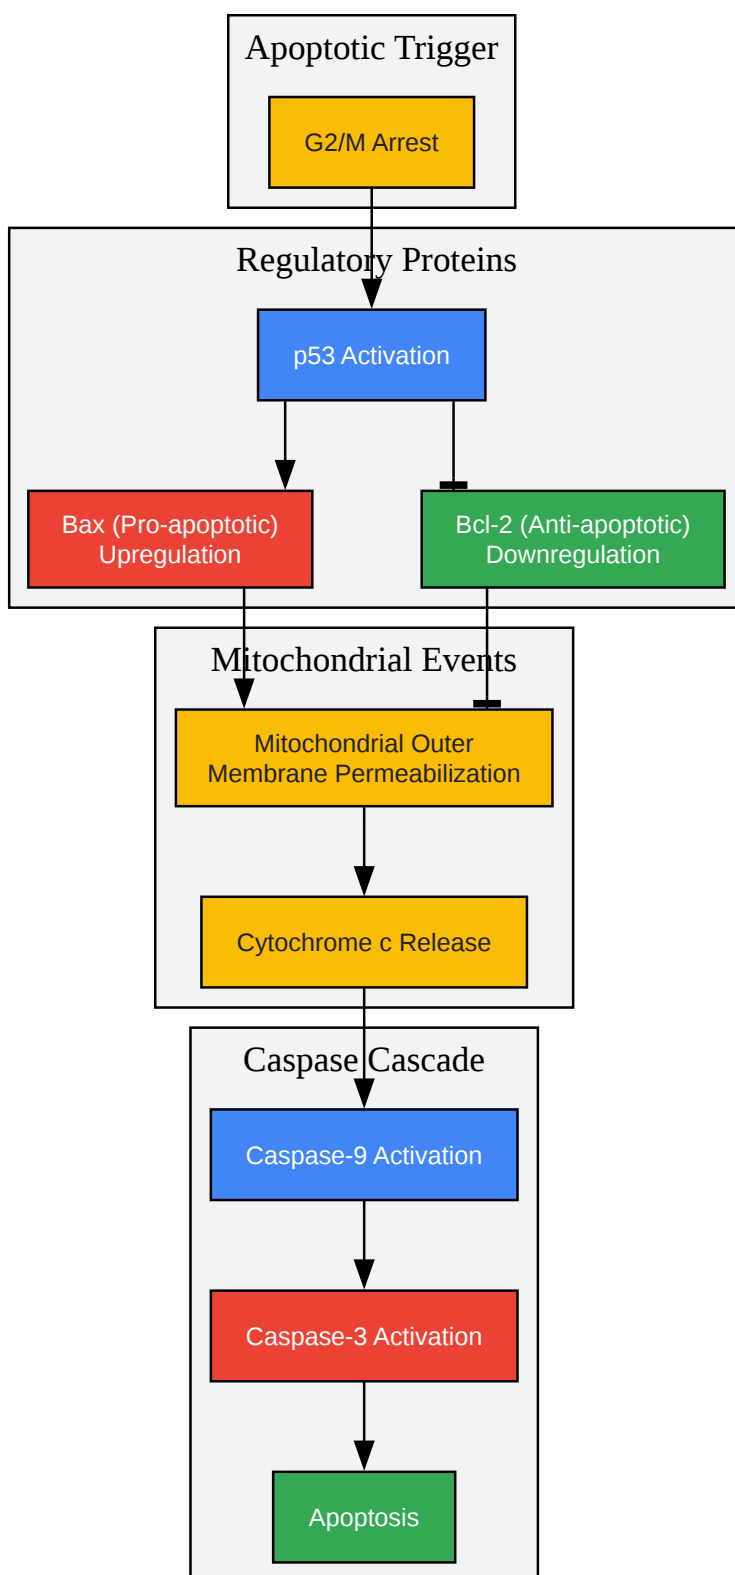 Apoptotic Trigger
G2/M Arrest
Regulatory Proteins
p53 Activation
Bax (Pro-apoptotic)
Upregulation
Bcl-2 (Anti-apoptotic)
Downregulation
Mitochondrial Events
Mitochondrial Outer
Membrane Permeabilization
Cytochrome c Release
Caspase Cascade
Caspase-9 Activation
Caspase-3 Activation
Apoptosis